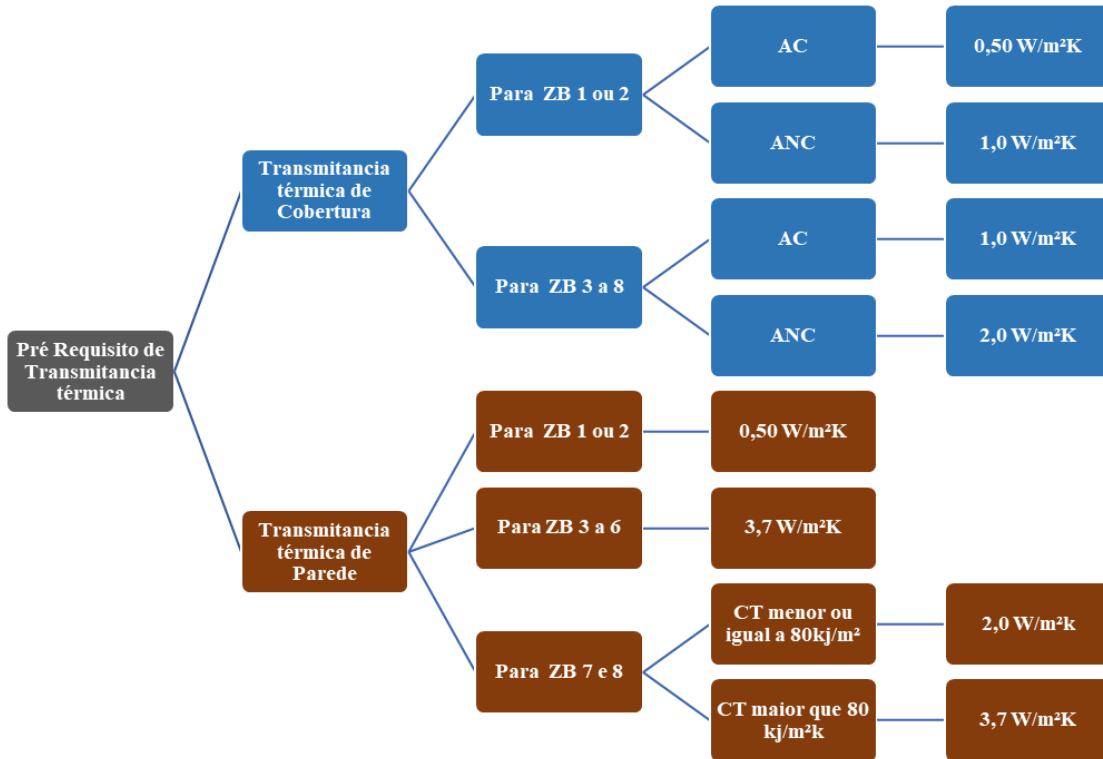 Pré Requisito de
Transmitancia
térmica
Transmitancia
térmica de
Cobertura
Para ZB 1 ou 2
AC
0,50 W/m²K
ANC
1,0 W/m²K
Para ZB 3 a 8
AC
1,0 W/m²K
ANC
2,0 W/m²K
Transmitancia
térmica de
Parede
Para ZB 1 ou 2
0,50 W/m²K
Para ZB 3 a 6
3,7 W/m²K
Para ZB 7 e 8
CT menor ou
igual a 80kj/m²
2,0 W/m²k
CT maior que 80
kj/m²k
3,7 W/m²K